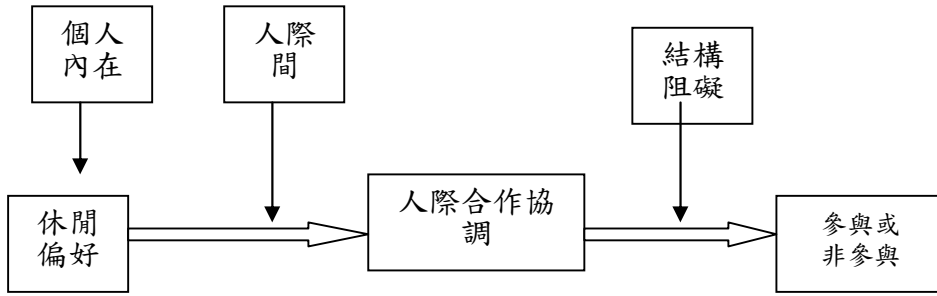 個人
內在
人際
間
結構
阻礙
休閒
偏好
人際合作協
調
參與或
非參與